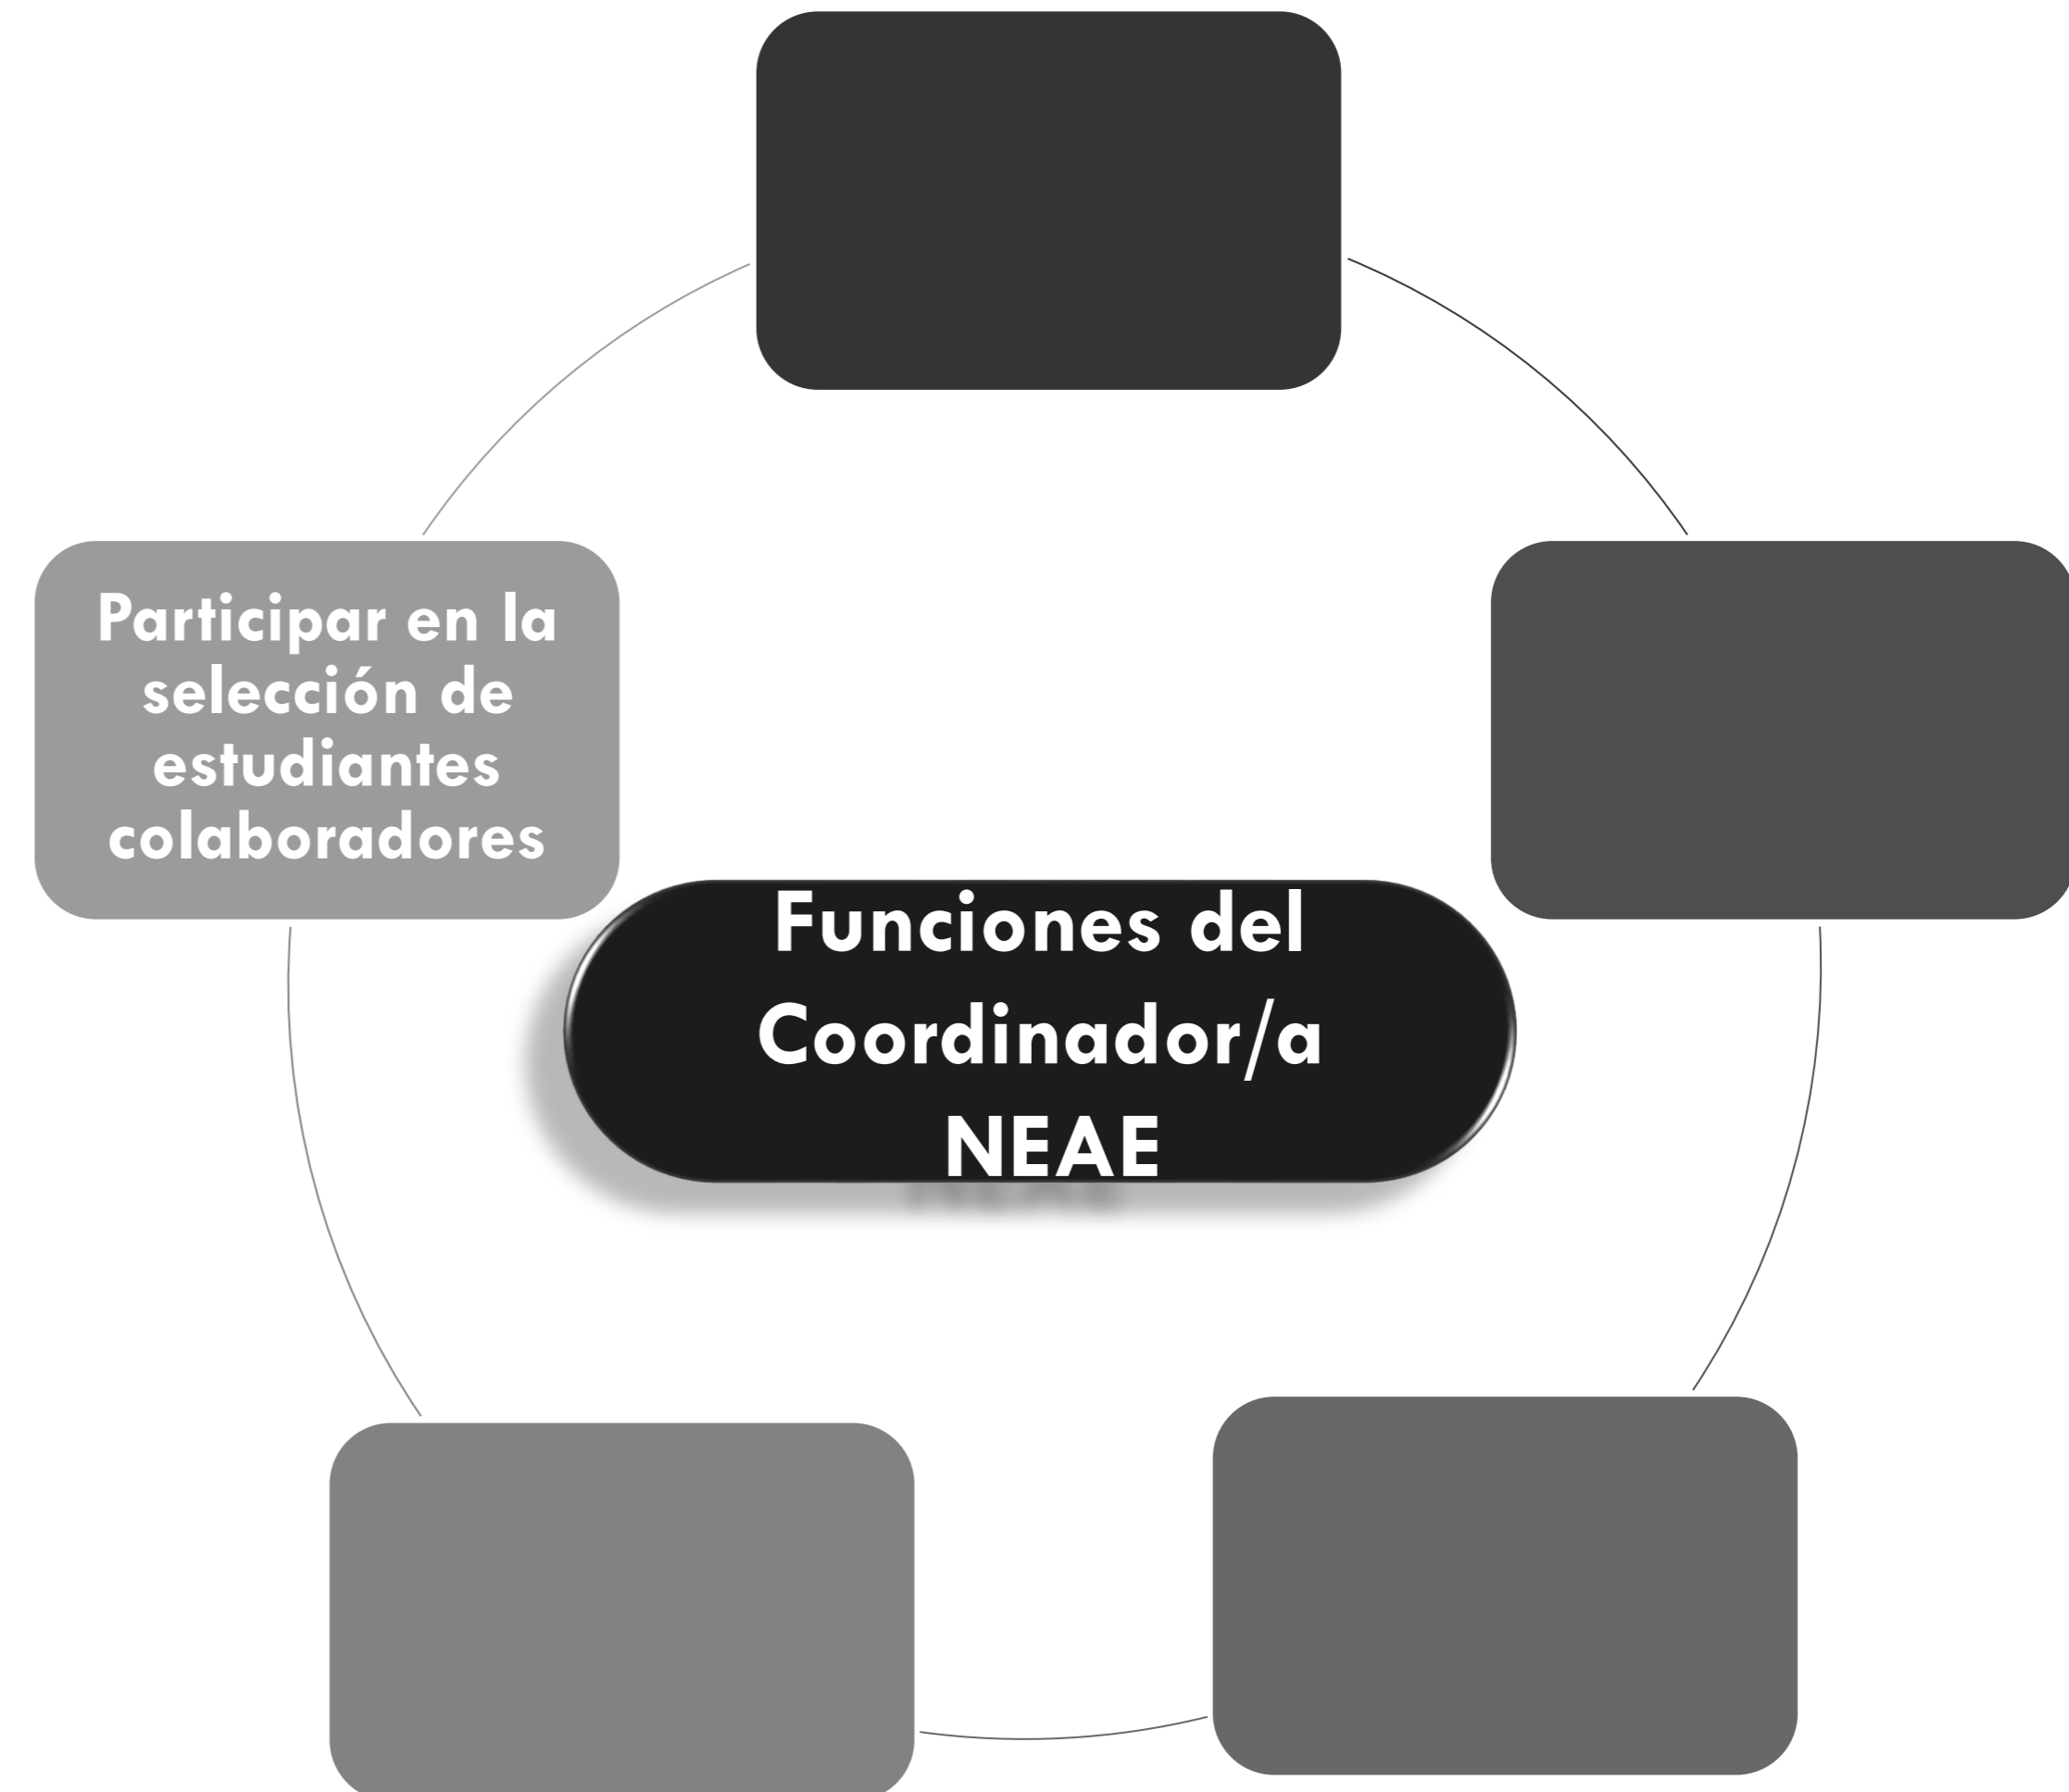 Participar en la
selección de
estudiantes
colaboradores
Funciones del
Coordinador/a
NEAE